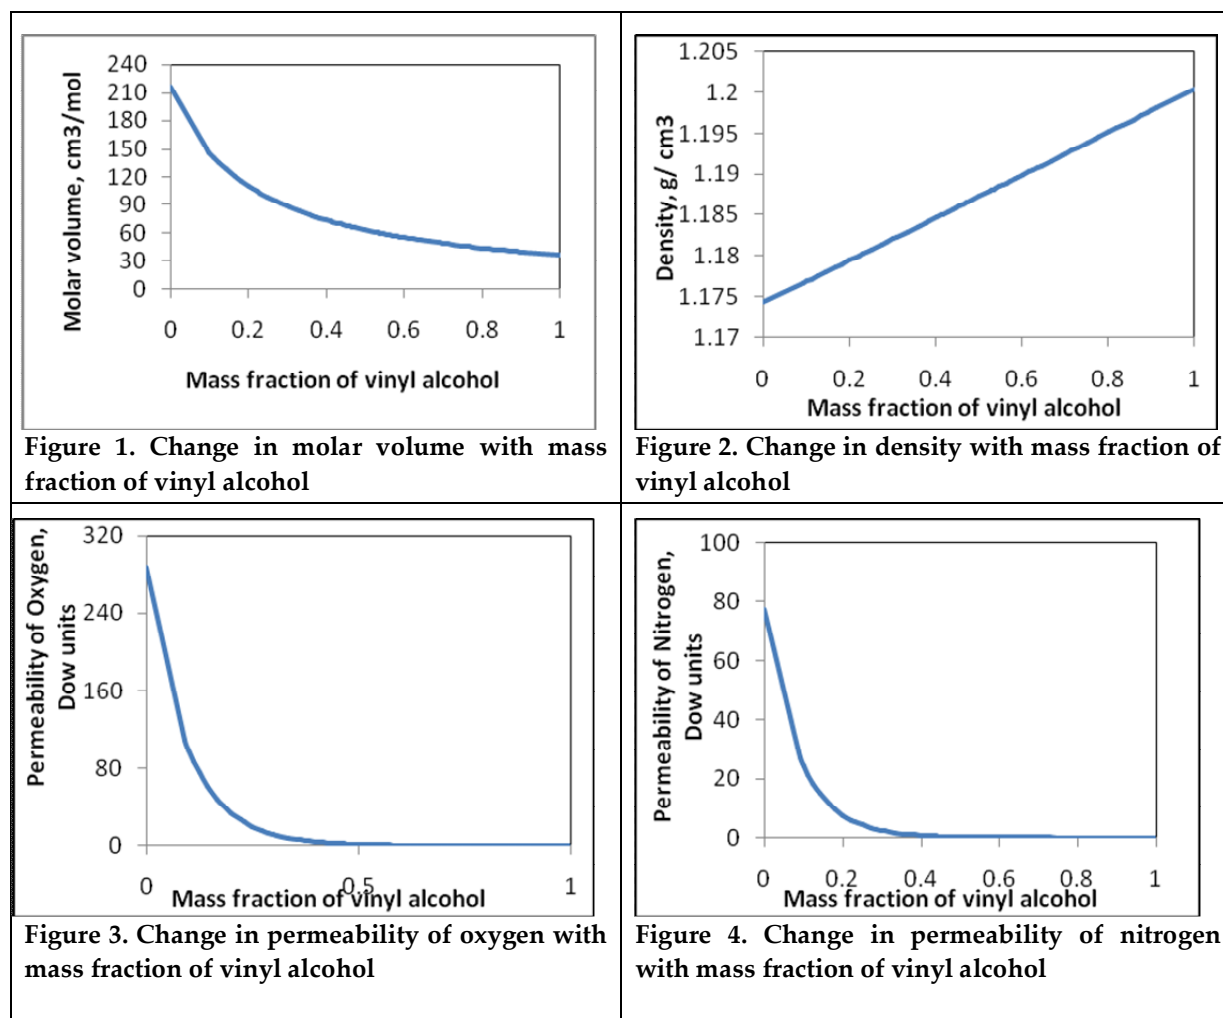 240
210
180
150
120
90
60
30
0
Molar volume, cm3/mol
0 0.2 0.4 0.6 0.8 1
Mass fraction of vinyl alcohol
Figure 1. Change in molar volume with mass
fraction of vinyl alcohol
1.205
1.2
1.195
1.19
1.185
1.18
1.175
1.17
Density, g/ cm3
0 0.2 0.4 0.6 0.8 1
Mass fraction of vinyl alcohol
Figure 2. Change in density with mass fraction of
vinyl alcohol
320
240
160
80
0
Permeability of Oxygen,
Dow units
0 0.5 1
Mass fraction of vinyl alcohol
Figure 3. Change in permeability of oxygen with
mass fraction of vinyl alcohol
100
80
60
40
20
0
Permeability of Nitrogen,
Dow units
0 0.2 0.4 0.6 0.8 1
Mass fraction of vinyl alcohol
Figure 4. Change in permeability of nitrogen
with mass fraction of vinyl alcohol